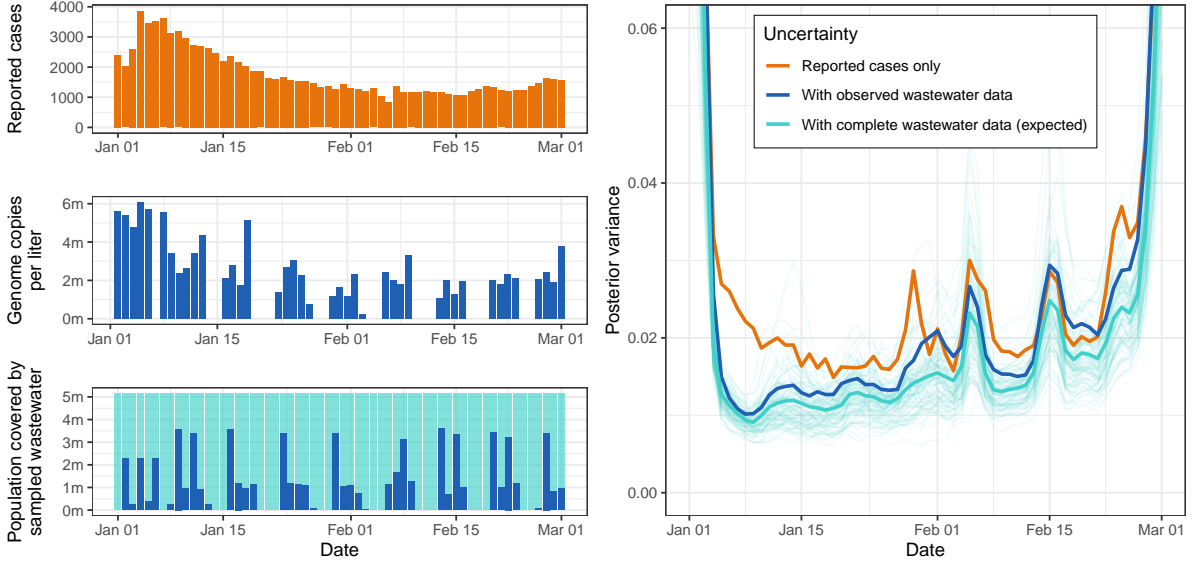 Reported cases
4000
3000
2000
1000
0
Jan 01
Jan 15
Feb 01
Feb 15
Mar 01
Genome copies
per liter
6m
4m
2m
0m
Jan 01
Jan 15
Feb 01
Feb 15
Mar 01
Population covered by
sampled wastewater
5m
4m
3m
2m
1m
0m
Jan 01
Jan 15
Feb 01
Feb 15
Mar 01
Date
Posterior variance
0.06
0.04
0.02
0.00
Uncertainty
Reported cases only
With observed wastewater data
With complete wastewater data (expected)
Jan 01
Jan 15
Feb 01
Feb 15
Mar 01
Date